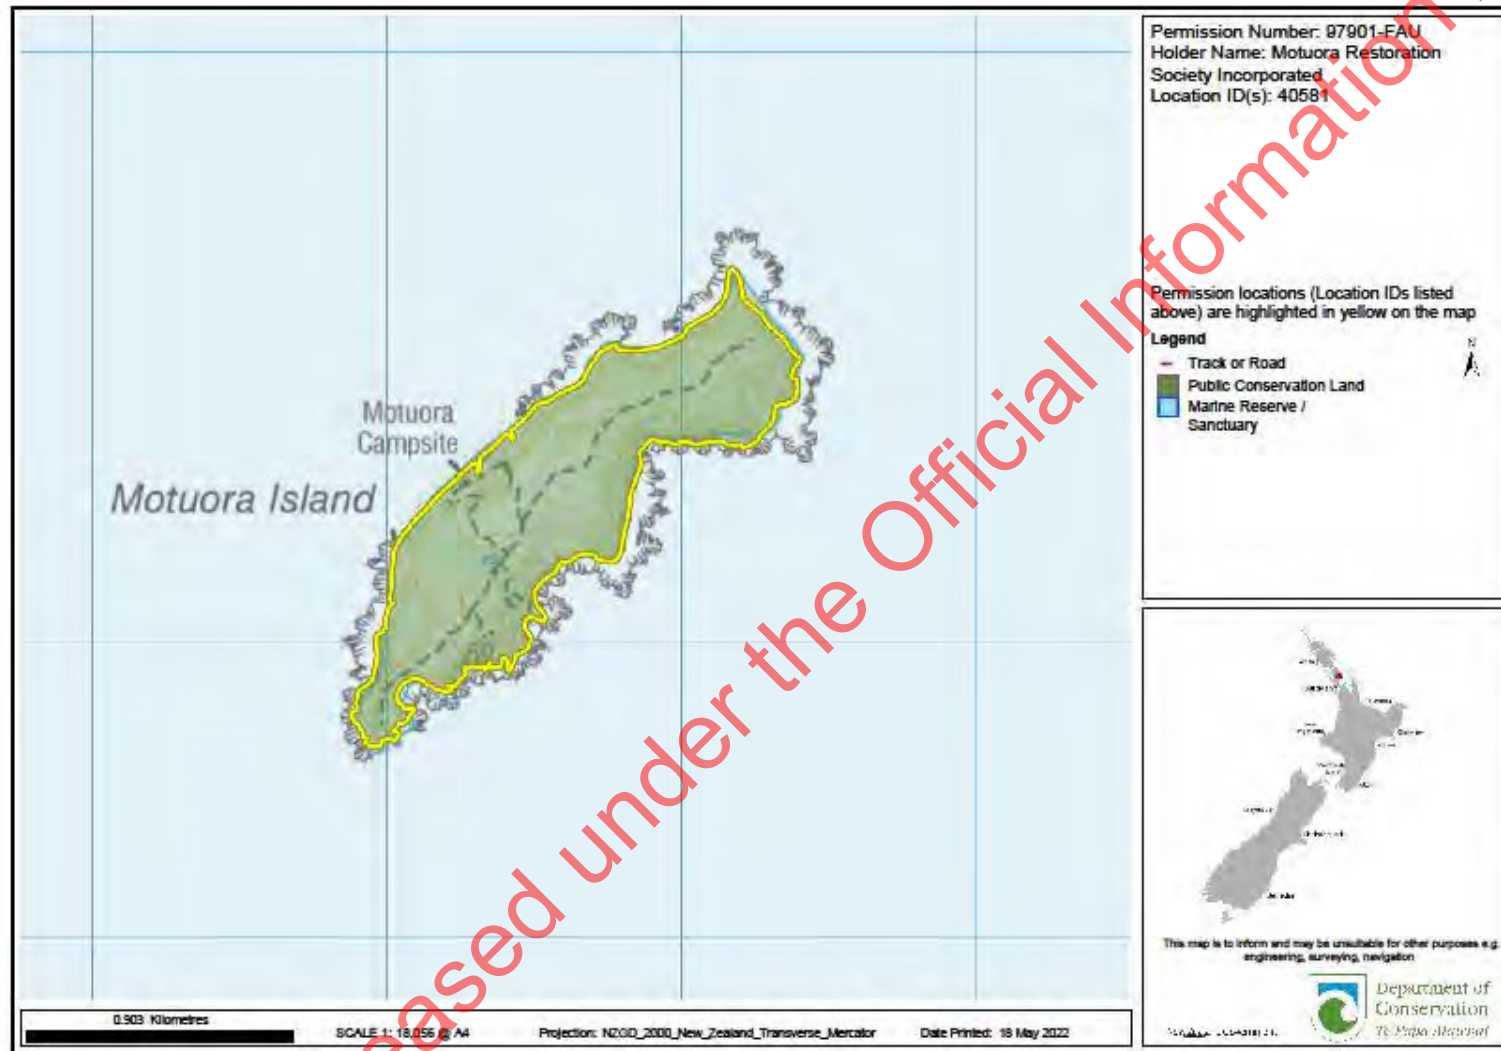 Permission Number: 97901-FAU
Holder Name: Motuora Restoration
Society Incorporated
Location ID(s): 40581
Permission locations (Location IDs listed
above) are highlighted in yellow on the map
Legend
N
Track or Road
Public Conservation Land
Marine Reserve /
Sanctuary
Motuora
Campsite
Motuora Island
ased under the Official Information
This map is to inform and may be unsuitable for other purposes e.g.
engineering, surveying, navigation
Department of
Conservation
Te Papa Atawhai
0.903 Kilometres
SCALE 1: 18,056 @ A4
Projection: NZGD_2000_New_Zealand_Transverse_Mercator
Date Printed: 18 May 2022